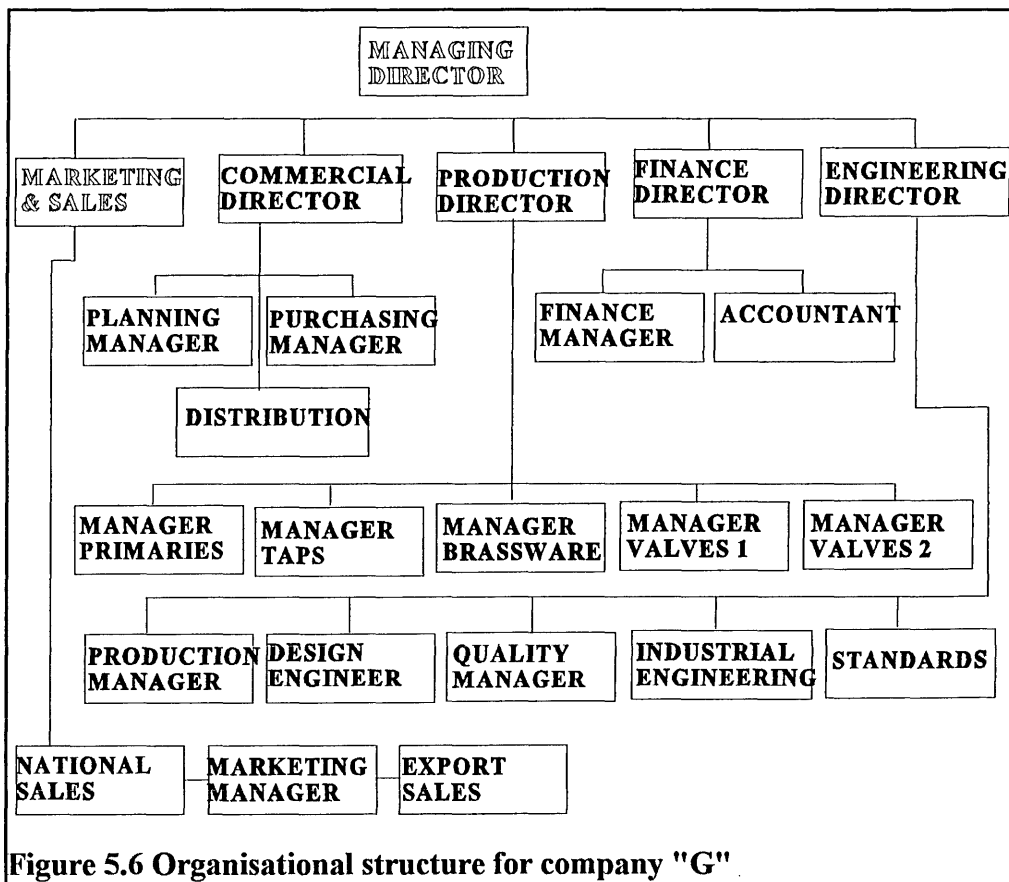 MANAGING
DIRECTOR
MARKETING
& SALES
COMMERCIAL
DIRECTOR
PRODUCTION
DIRECTOR
FINANCE
DIRECTOR
ENGINEERING
DIRECTOR
PLANNING
MANAGER
PURCHASING
MANAGER
FINANCE
MANAGER
ACCOUNTANT
DISTRIBUTION
MANAGER
PRIMARIES
MANAGER
TAPS
MANAGER
BRASSWARE
MANAGER
VALVES 1
MANAGER
VALVES 2
PRODUCTION
MANAGER
DESIGN
ENGINEER
QUALITY
MANAGER
INDUSTRIAL
ENGINEERING
STANDARDS
NATIONAL
SALES
MARKETING
MANAGER
EXPORT
SALES
Figure 5.6 Organisational structure for company "G"